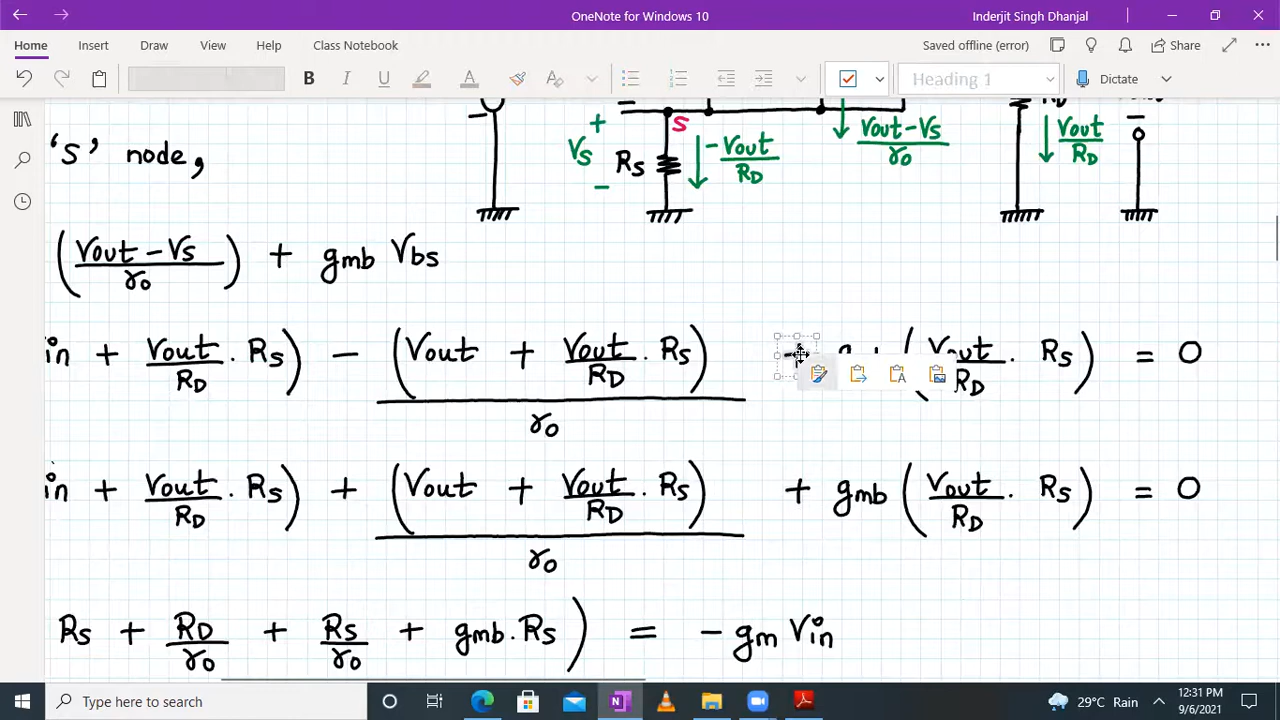 OneNote for Windows 10
Inderjit Singh Dhanjal
Home Insert Draw View Help Class Notebook
Saved offline (error) Share
B I U A Heading 1 Dictate
'S' node,
Vs + − Rs S −Vout/RD Vout−Vs/ro Vout/RD
(Vout − Vs / ro) + gmb Vbs
in + Vout/RD . Rs) − (Vout + Vout/RD . Rs) / ro (Vout/RD . Rs) = 0
in + Vout/RD . Rs) + (Vout + Vout/RD . Rs) / ro + gmb (Vout/RD . Rs) = 0
Rs + RD/ro + Rs/ro + gmb . Rs) = − gm Vin
Type here to search
29°C Rain
12:31 PM
9/6/2021